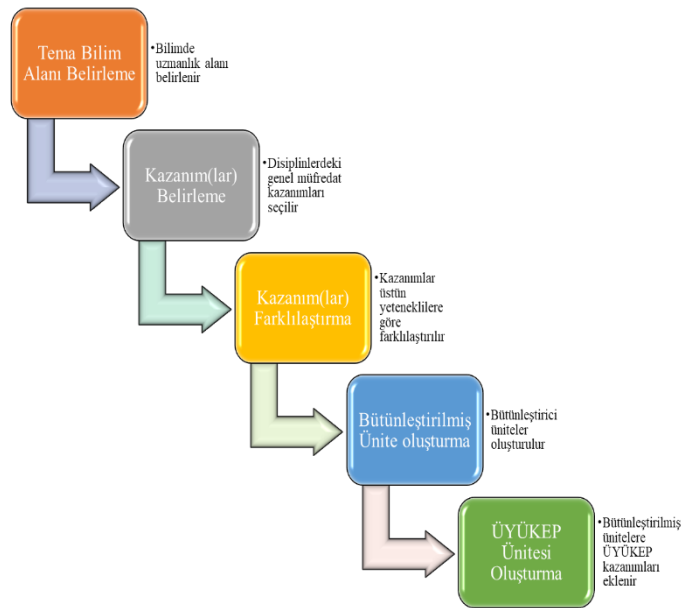 Tema Bilim
Alanı Belirleme
•Bilimde
uzmanlık alanı
belirlenir
Kazanım(lar)
Belirleme
•Disiplinlerdeki
genel müfredat
kazanımları
seçilir
Kazanım(lar)
Farklılaştırma
•Kazanımlar
üstün
yeteneklilere
göre
farklılaştırılır
Bütünleştirilmiş
Ünite oluşturma
•Bütünleştirici
üniteler
oluşturulur
ÜYÜKEP
Ünitesi
Oluşturma
•Bütünleştirilmiş
ünitelere
ÜYÜKEP
kazanımları
eklenir